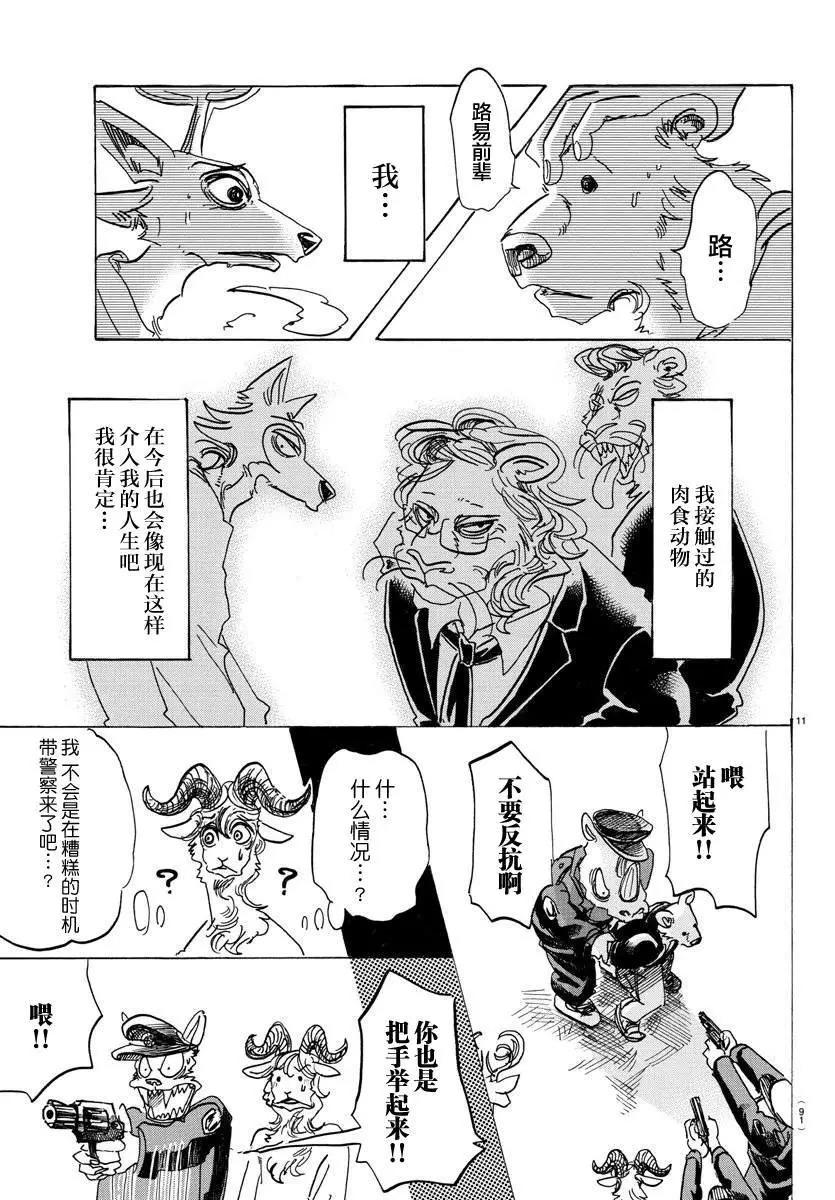 路…
路易前辈
我…
我接触过的
肉食动物
在今后也会像现在这样
介入我的人生吧
我很肯定…
11
喂
站起来!!
不要反抗啊
什…
什么情况…?
?
?
我 不会是在糟糕的时机
带警察来了吧…?
你也是
把手举起来!!
喂!!
(91)